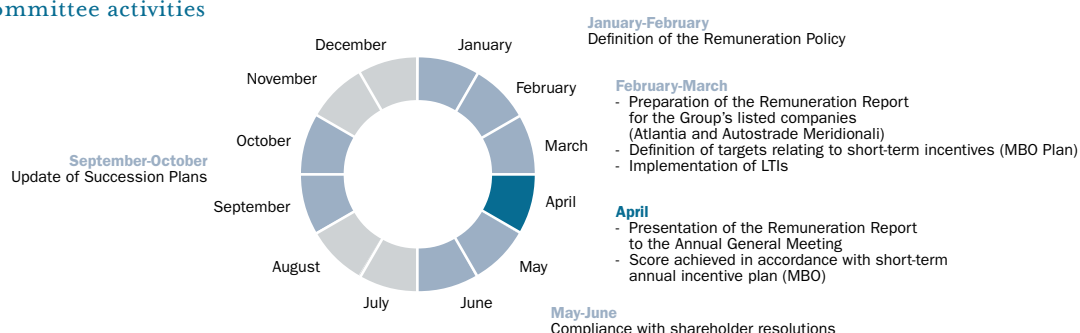 ommittee activities
January-February
Definition of the Remuneration Policy
December
January
November
February
February-March
- Preparation of the Remuneration Report
for the Group's listed companies
(Atlantia and Autostrade Meridionali)
- Definition of targets relating to short-term incentives (MBO Plan)
- Implementation of LTIs
October
March
September-October
Update of Succession Plans
September
April
April
- Presentation of the Remuneration Report
to the Annual General Meeting
- Score achieved in accordance with short-term
annual incentive plan (MBO)
August
May
July
June
May-June
Compliance with shareholder resolutions